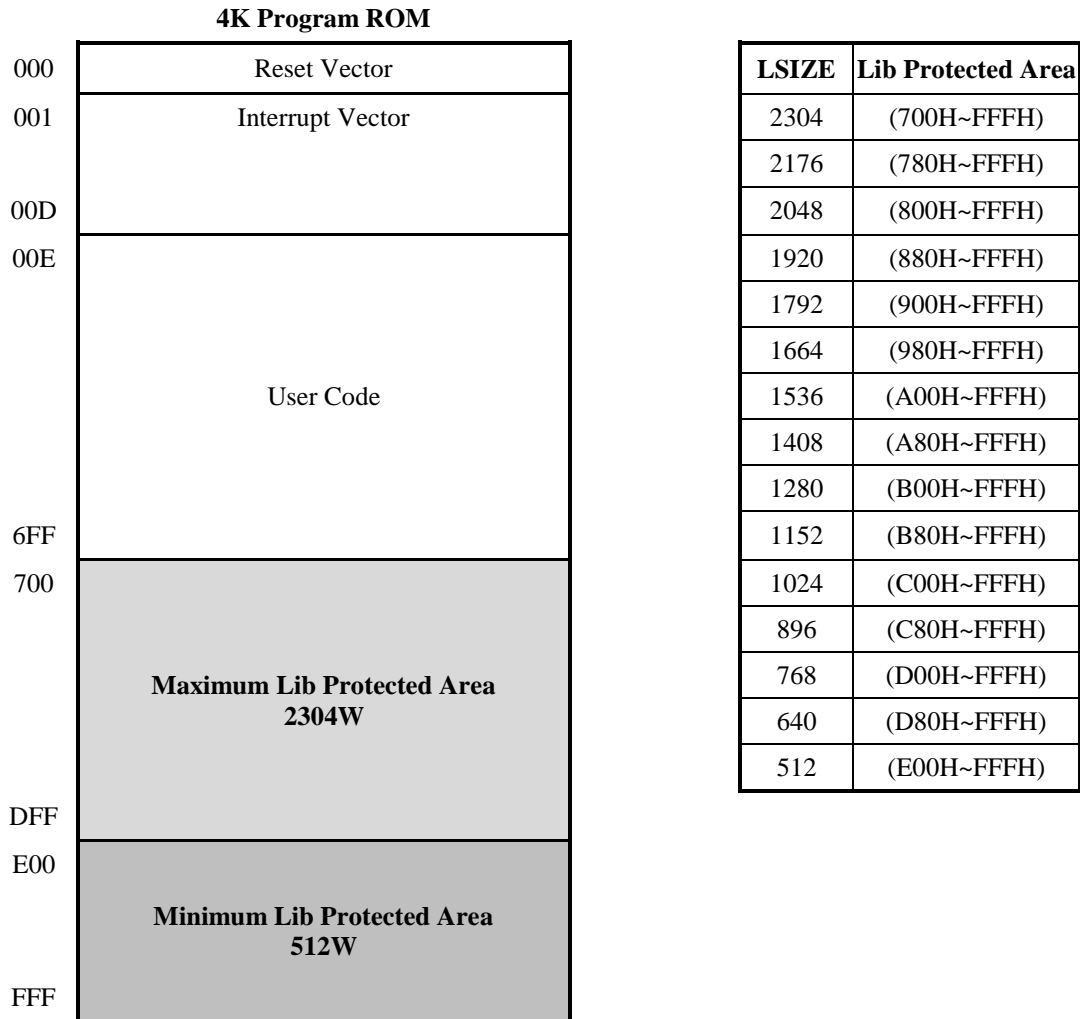 4K Program ROM
000 Reset Vector
001 Interrupt Vector
00D
00E
User Code
6FF
700
Maximum Lib Protected Area
2304W
DFF
E00
Minimum Lib Protected Area
512W
FFF
LSIZE Lib Protected Area
2304 (700H~FFFH)
2176 (780H~FFFH)
2048 (800H~FFFH)
1920 (880H~FFFH)
1792 (900H~FFFH)
1664 (980H~FFFH)
1536 (A00H~FFFH)
1408 (A80H~FFFH)
1280 (B00H~FFFH)
1152 (B80H~FFFH)
1024 (C00H~FFFH)
896 (C80H~FFFH)
768 (D00H~FFFH)
640 (D80H~FFFH)
512 (E00H~FFFH)